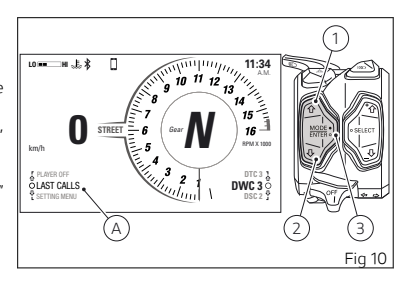 LO HI
11:34
A.M.
0
km/h
STREET
Gear
N
1
2
3
4
5
6
7
8
9
10
11
12
13
14
15
16
RPM X 1000
PLAYER OFF
LAST CALLS
SETTING MENU
DTC 3
DWC 3
DSC 2
A
MODE
ENTER
SELECT
OFF
1
2
3
Fig 10